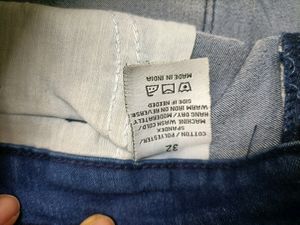 32
COTTON / POLYESTER /
SPANDEX
MACHINE WASH COLD /
HANG DRY MODERATELY
WARM IRON ON REVERSE
SIDE IF NEEDED
MADE IN INDIA